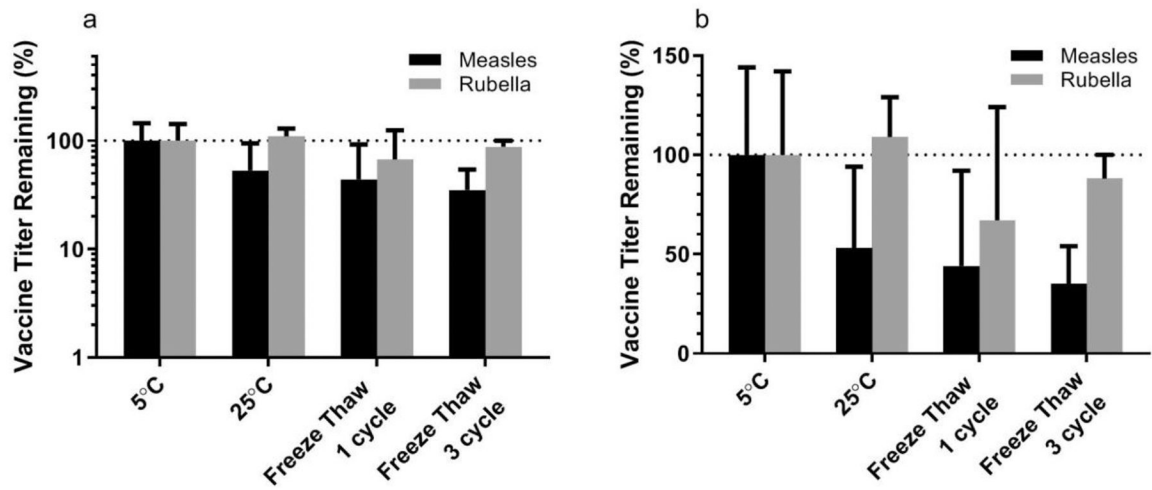 a
Vaccine Titer Remaining (%)
Measles
Rubella
100
10
1
5°C
25°C
Freeze Thaw
1 cycle
Freeze Thaw
3 cycle
b
Vaccine Titer Remaining (%)
Measles
Rubella
150
100
50
0
5°C
25°C
Freeze Thaw
1 cycle
Freeze Thaw
3 cycle